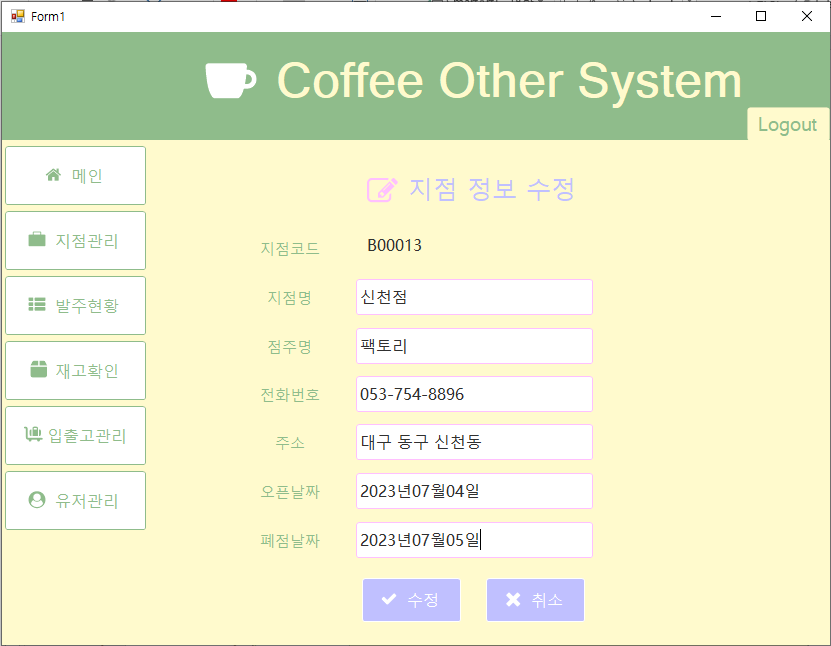 Form1
Coffee Other System
Logout
메인
지점관리
발주현황
재고확인
입출고관리
유저관리
지점 정보 수정
지점코드 B00013
지점명 신천점
점주명 팩토리
전화번호 053-754-8896
주소 대구 동구 신천동
오픈날짜 2023년07월04일
폐점날짜 2023년07월05일
수정 취소